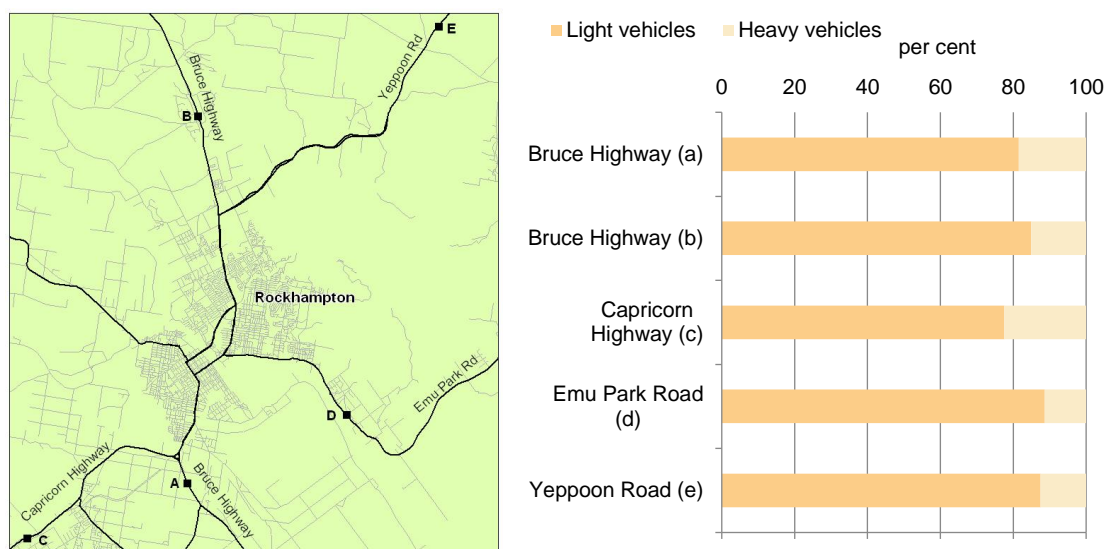 E
Yeppoon Rd
Bruce Highway
B
Rockhampton
Emu Park Rd
D
Capricorn Highway
A
Bruce Highway
C
Light vehicles Heavy vehicles
per cent
0 20 40 60 80 100
Bruce Highway (a)
Bruce Highway (b)
Capricorn
Highway (c)
Emu Park Road
(d)
Yeppoon Road (e)